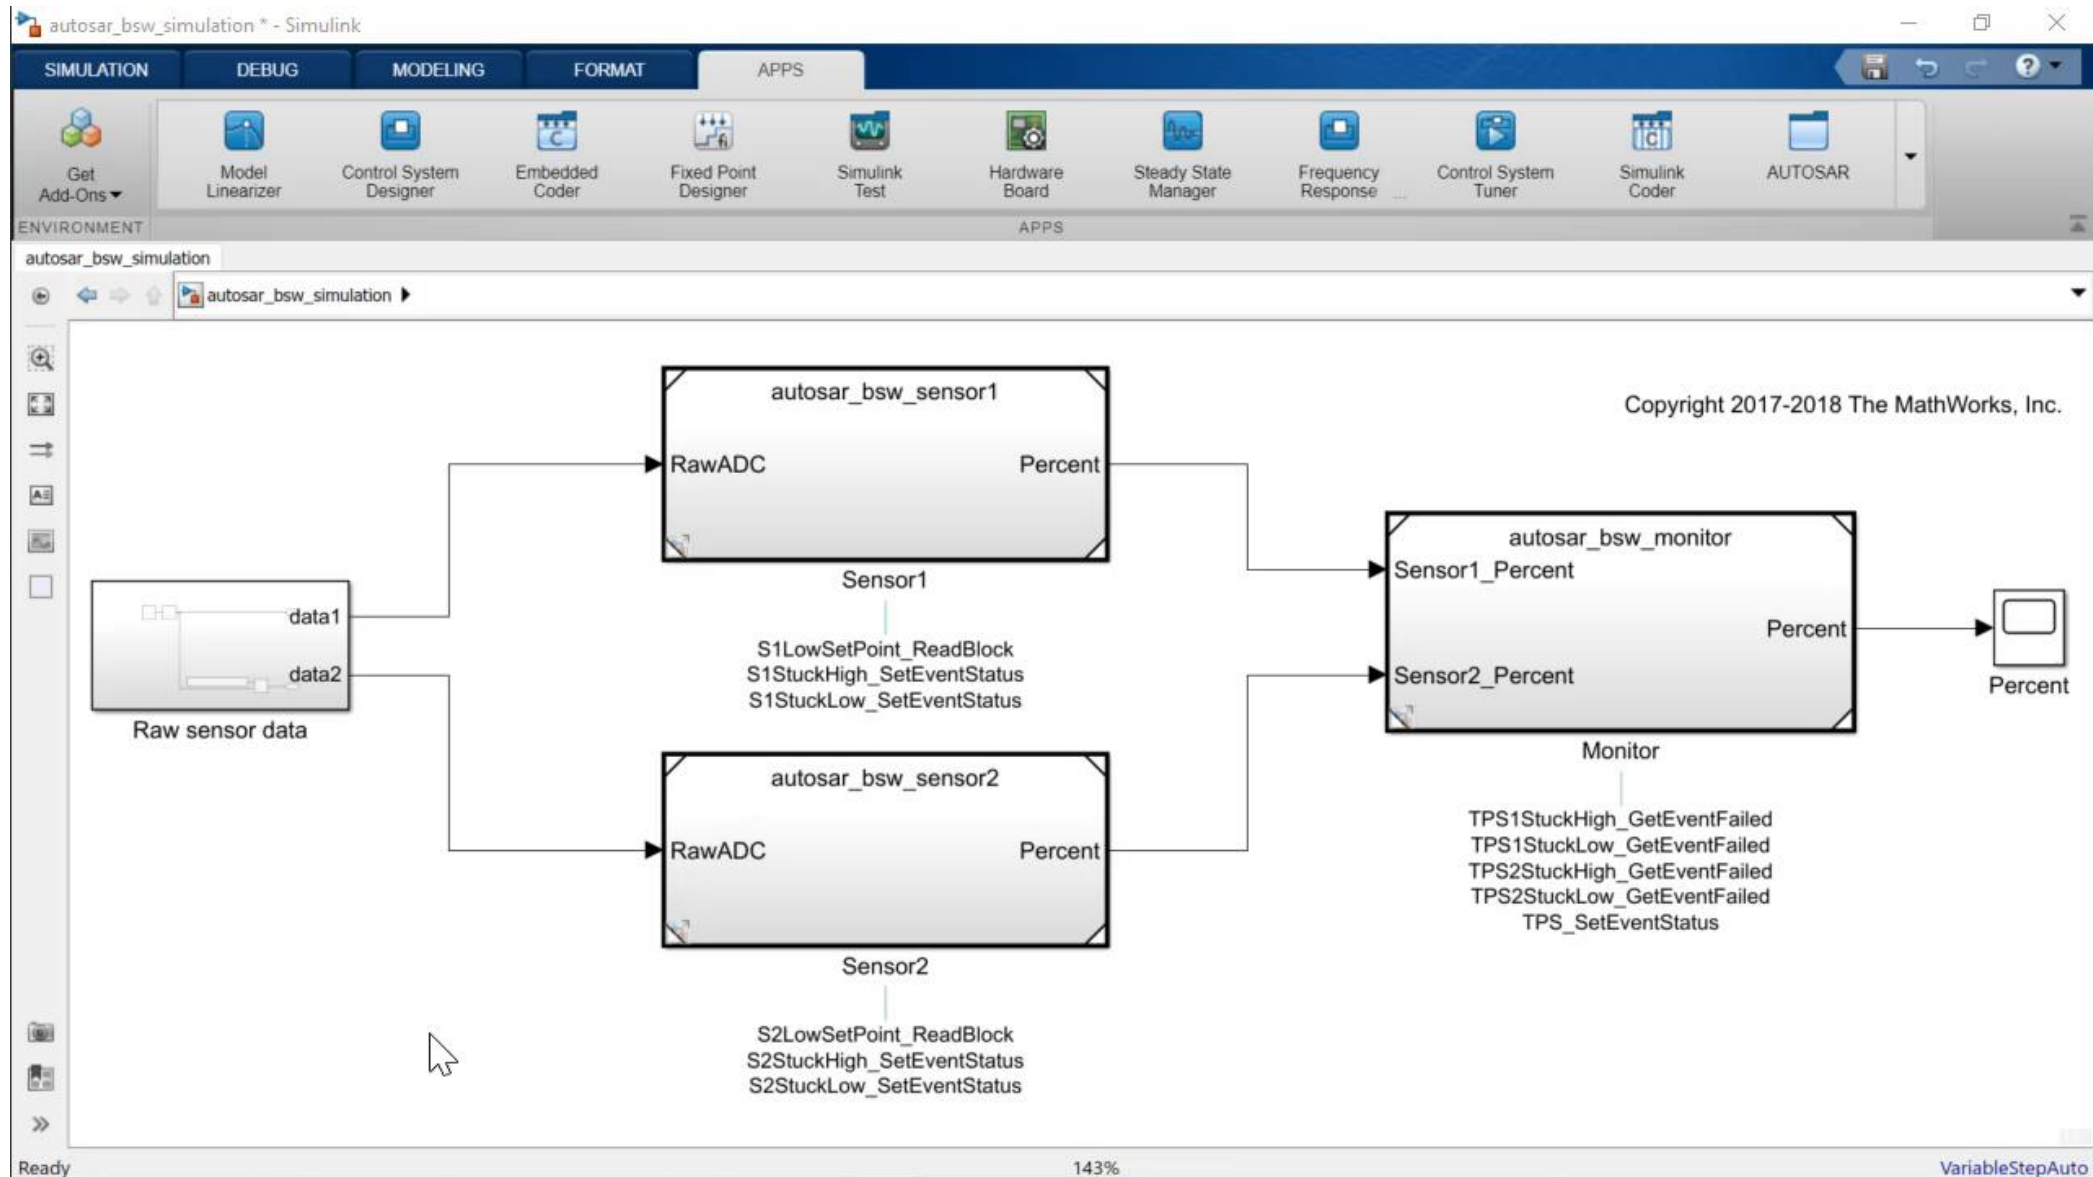 autosar_bsw_simulation * - Simulink
SIMULATION
DEBUG
MODELING
FORMAT
APPS
?
Get
Add-Ons
Model
Linearizer
Control System
Designer
Embedded
Coder
Fixed Point
Designer
Simulink
Test
Hardware
Board
Steady State
Manager
Frequency
Response ...
Control System
Tuner
Simulink
Coder
AUTOSAR
ENVIRONMENT
APPS
autosar_bsw_simulation
autosar_bsw_simulation
Copyright 2017-2018 The MathWorks, Inc.
data1
data2
Raw sensor data
autosar_bsw_sensor1
RawADC
Percent
Sensor1
S1LowSetPoint_ReadBlock
S1StuckHigh_SetEventStatus
S1StuckLow_SetEventStatus
autosar_bsw_sensor2
RawADC
Percent
Sensor2
S2LowSetPoint_ReadBlock
S2StuckHigh_SetEventStatus
S2StuckLow_SetEventStatus
autosar_bsw_monitor
Sensor1_Percent
Percent
Sensor2_Percent
Monitor
TPS1StuckHigh_GetEventFailed
TPS1StuckLow_GetEventFailed
TPS2StuckHigh_GetEventFailed
TPS2StuckLow_GetEventFailed
TPS_SetEventStatus
Percent
Ready
143%
VariableStepAuto